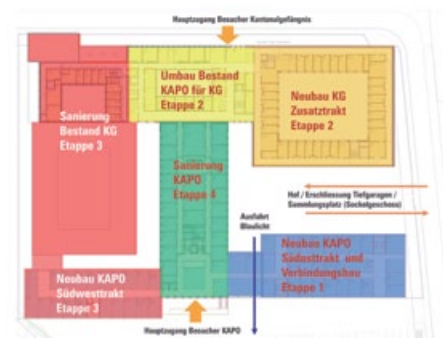 Hauptzugang Besucher Kantonalgefängnis
Umbau Bestand
KAPO für KG
Etappe 2
Neubau KG
Zusatztrakt
Etappe 2
Sanierung
Bestand KG
Etappe 3
Sanierung
KAPO
Etappe 4
Hof / Erschliessung Tiefgaragen /
Sammlungsplatz (Sockelgeschoss)
Ausfahrt
Blaulicht
Neubau KAPO
Südosttrakt und
Verbindungsbau
Etappe 1
Neubau KAPO
Südwesttrakt
Etappe 3
Hauptzugang Besucher KAPO